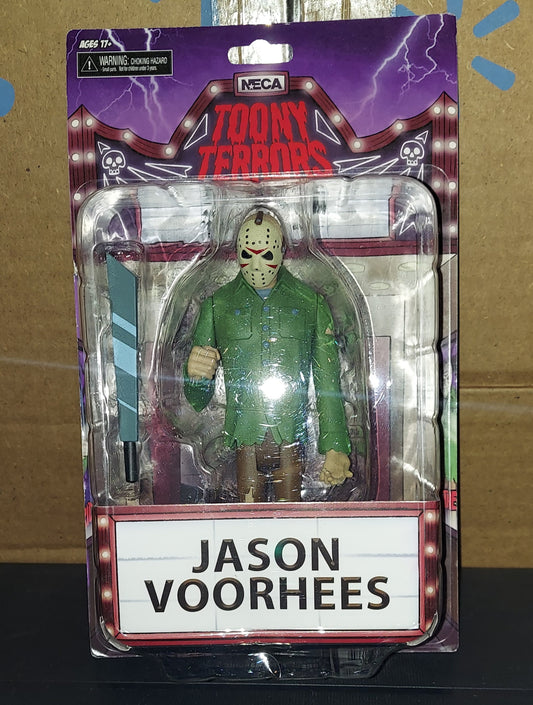 AGES 17+
WARNING: CHOKING HAZARD
Small parts. Not for children under 3 years.
NECA
TOONY
TERRORS
JASON
VOORHEES